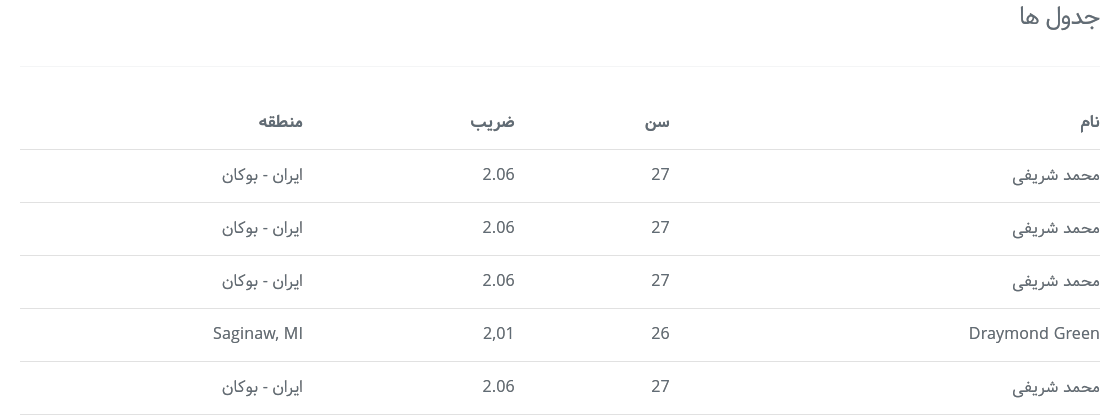 جدول ها
نام سن ضریب منطقه
محمد شریفی 27 2.06 ایران - بوکان
محمد شریفی 27 2.06 ایران - بوکان
محمد شریفی 27 2.06 ایران - بوکان
Draymond Green 26 2,01 Saginaw, MI
محمد شریفی 27 2.06 ایران - بوکان